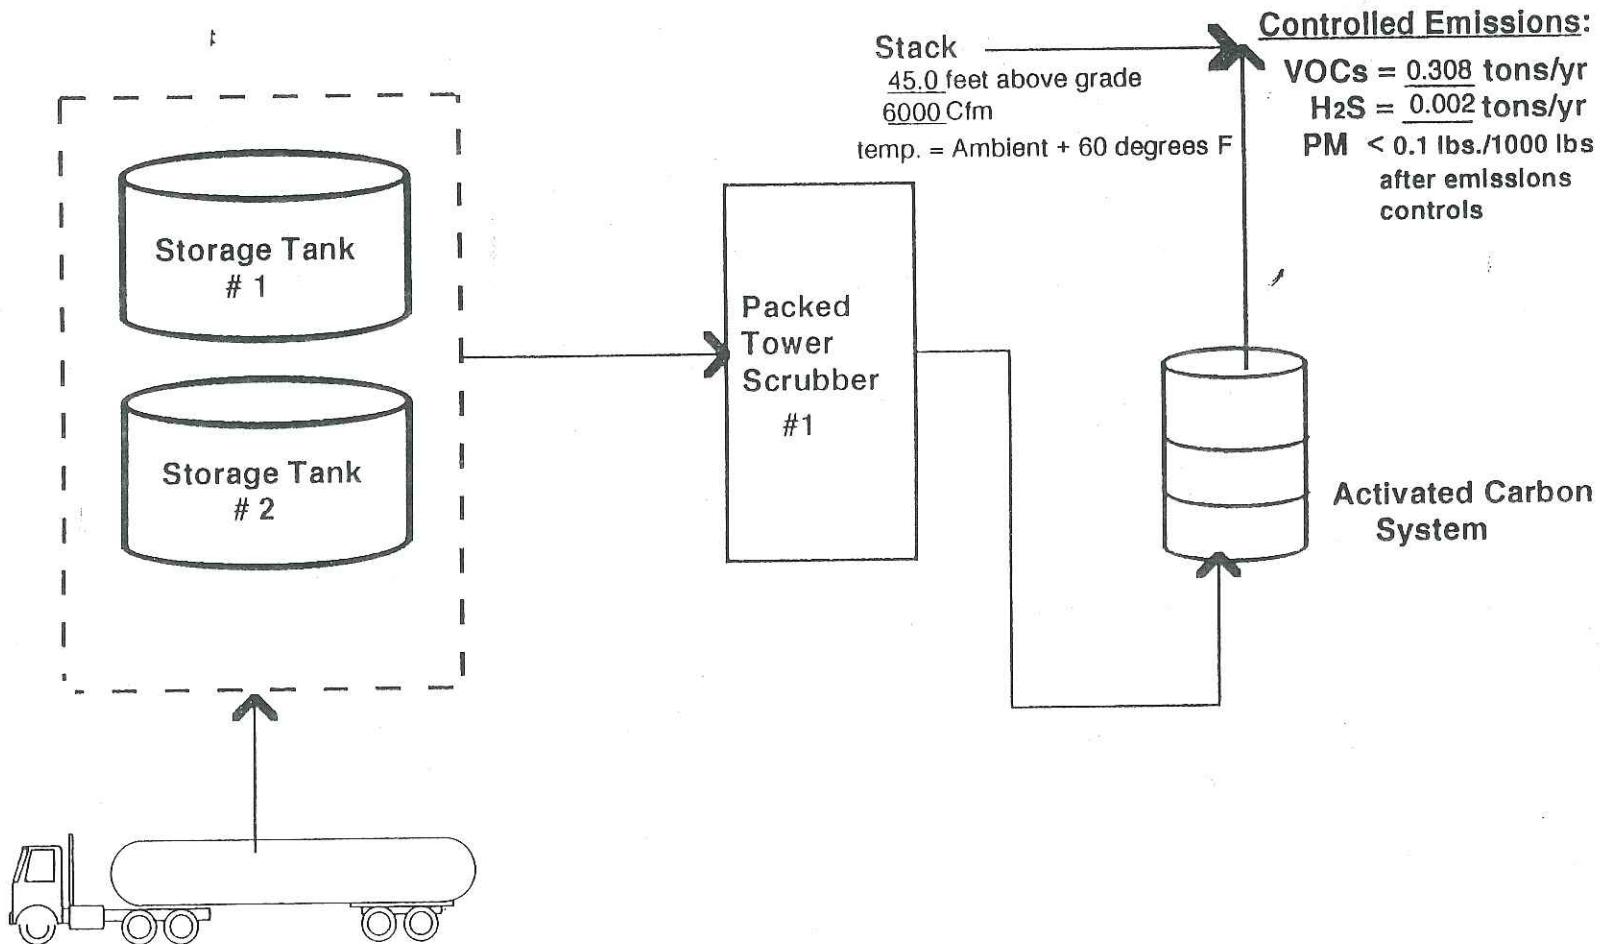 Stack
45.0 feet above grade
6000 Cfm
temp. = Ambient + 60 degrees F
Controlled Emissions:
VOCs = 0.308 tons/yr
H2S = 0.002 tons/yr
PM < 0.1 lbs./1000 lbs
after emissions
controls
Storage Tank
# 1
Storage Tank
# 2
Packed
Tower
Scrubber
#1
Activated Carbon
System